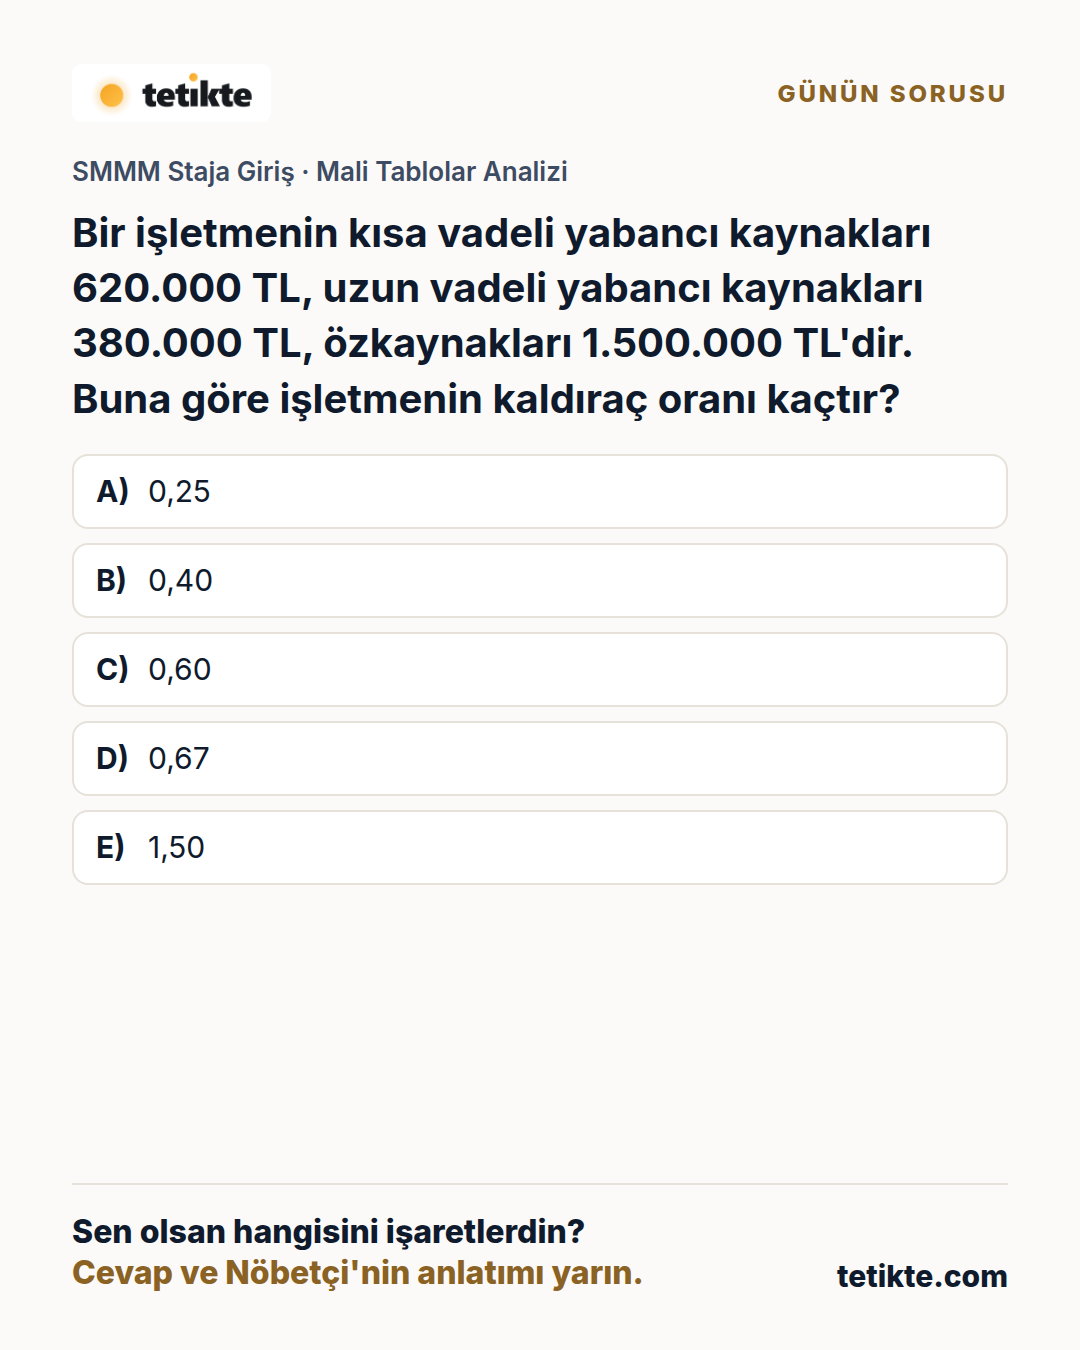 tetikte
GÜNÜN SORUSU
SMMM Staja Giriş · Mali Tablolar Analizi
Bir işletmenin kısa vadeli yabancı kaynakları
620.000 TL, uzun vadeli yabancı kaynakları
380.000 TL, özkaynakları 1.500.000 TL'dir.
Buna göre işletmenin kaldıraç oranı kaçtır?
A) 0,25
B) 0,40
C) 0,60
D) 0,67
E) 1,50
Sen olsan hangisini işaretlerdin?
Cevap ve Nöbetçi'nin anlatımı yarın.
tetikte.com